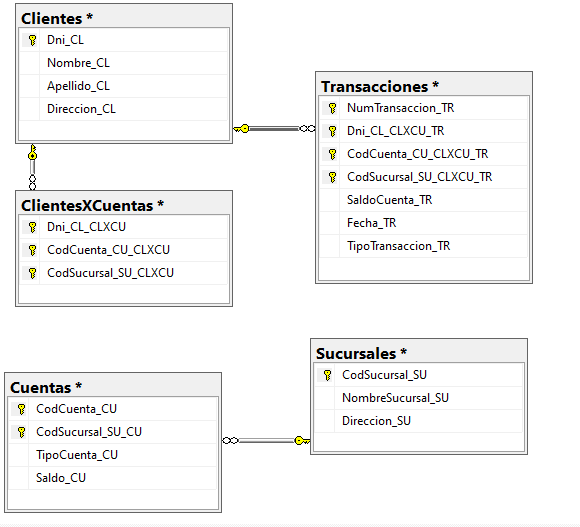 Clientes *
Dni_CL
Nombre_CL
Apellido_CL
Direccion_CL
Transacciones *
NumTransaccion_TR
Dni_CL_CLXCU_TR
CodCuenta_CU_CLXCU_TR
CodSucursal_SU_CLXCU_TR
SaldoCuenta_TR
Fecha_TR
TipoTransaccion_TR
ClientesXCuentas *
Dni_CL_CLXCU
CodCuenta_CU_CLXCU
CodSucursal_SU_CLXCU
Sucursales *
CodSucursal_SU
NombreSucursal_SU
Direccion_SU
Cuentas *
CodCuenta_CU
CodSucursal_SU_CU
TipoCuenta_CU
Saldo_CU